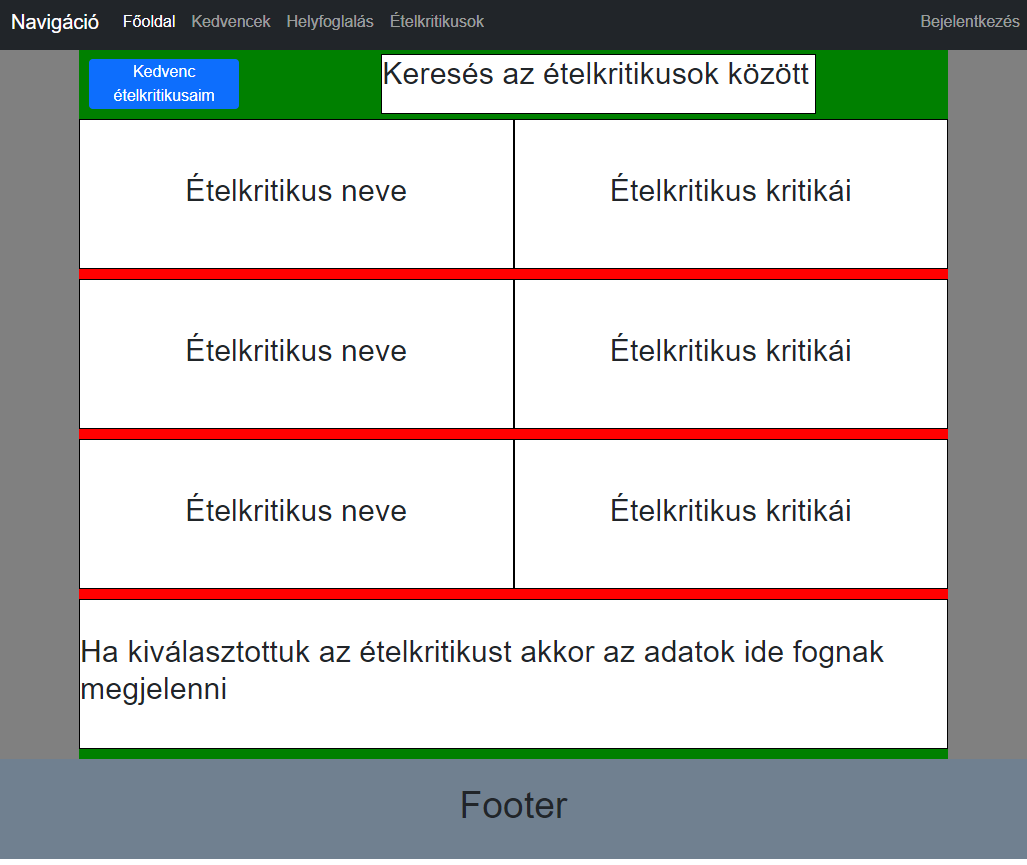 Navigáció Főoldal Kedvencek Helyfoglalás Ételkritikusok Bejelentkezés
Kedvenc
ételkritikusaim
Keresés az ételkritikusok között
Ételkritikus neve Ételkritikus kritikái
Ételkritikus neve Ételkritikus kritikái
Ételkritikus neve Ételkritikus kritikái
Ha kiválasztottuk az ételkritikust akkor az adatok ide fognak
megjelenni
Footer